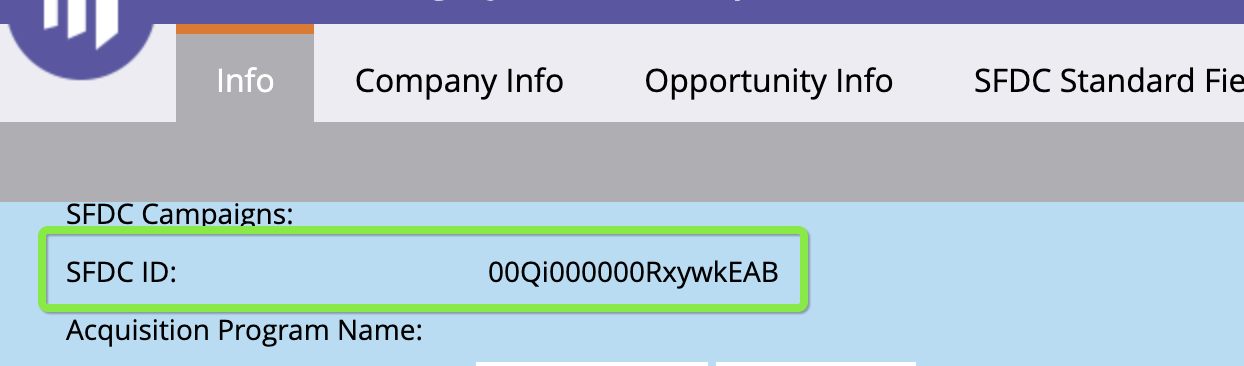 Info Company Info Opportunity Info SFDC Standard Fie
SFDC Campaigns:
SFDC ID: 00Qi000000RxywkEAB
Acquisition Program Name: